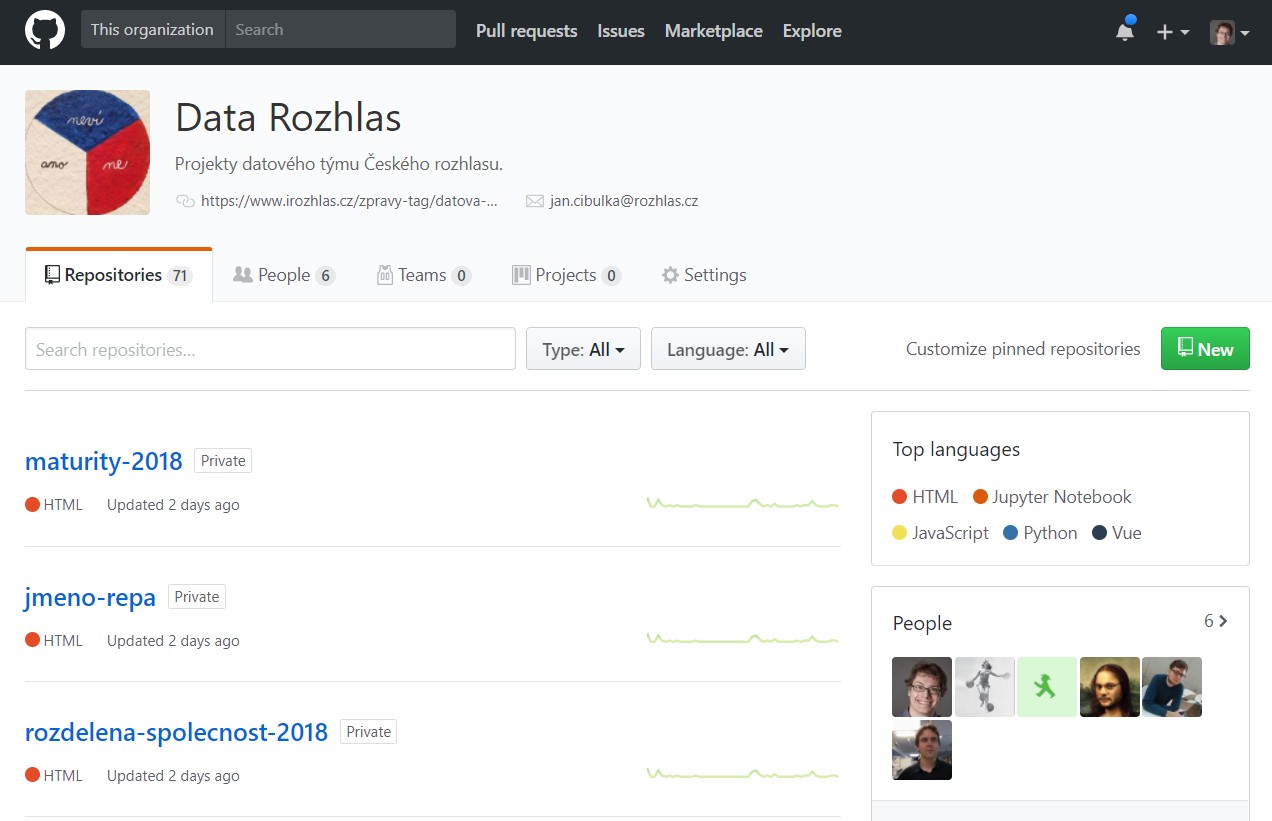 This organization Search Pull requests Issues Marketplace Explore
neví
ano ne
Data Rozhlas
Projekty datového týmu Českého rozhlasu.
https://www.irozhlas.cz/zpravy-tag/datova-... jan.cibulka@rozhlas.cz
Repositories 71 People 6 Teams 0 Projects 0 Settings
Search repositories... Type: All Language: All Customize pinned repositories New
maturity-2018 Private
HTML Updated 2 days ago
jmeno-repa Private
HTML Updated 2 days ago
rozdelena-spolecnost-2018 Private
HTML Updated 2 days ago
Top languages
HTML Jupyter Notebook
JavaScript Python Vue
People 6